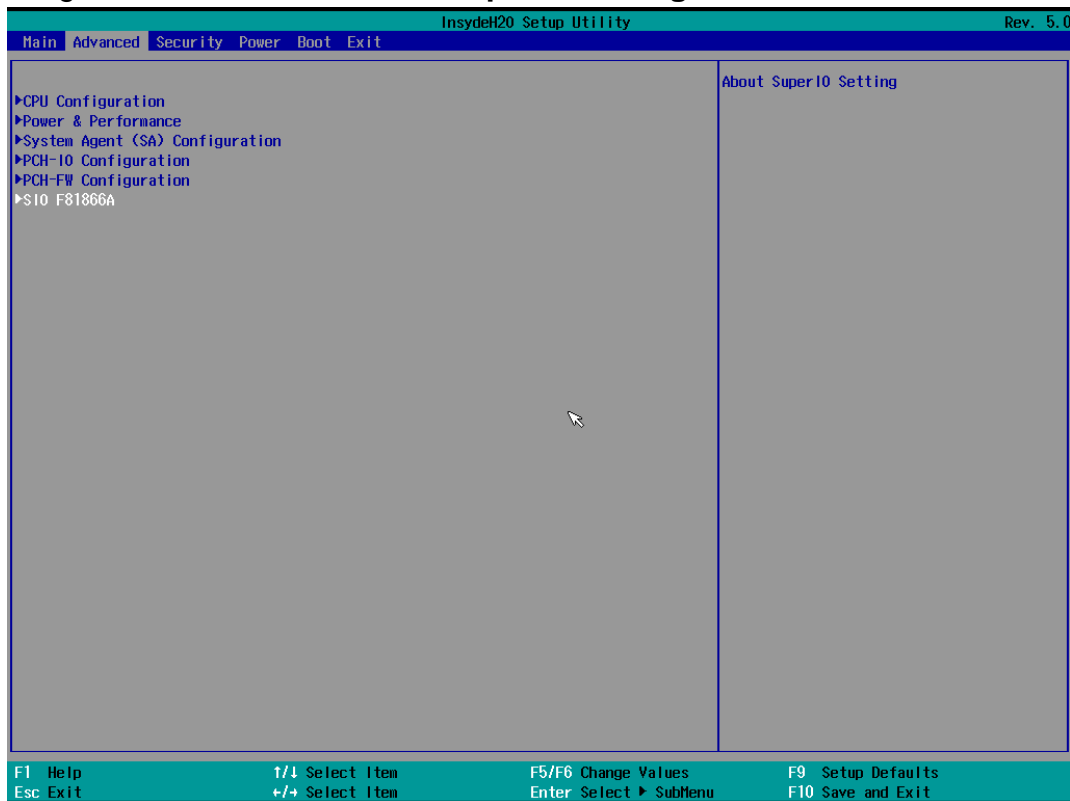 InsydeH20 Setup Utility Rev. 5.0
Main Advanced Security Power Boot Exit
About SuperIO Setting
▶CPU Configuration
▶Power & Performance
▶System Agent (SA) Configuration
▶PCH-IO Configuration
▶PCH-FW Configuration
▶SIO F81866A
F1 Help ↑/↓ Select Item F5/F6 Change Values F9 Setup Defaults
Esc Exit ←/→ Select Item Enter Select ▶ SubMenu F10 Save and Exit